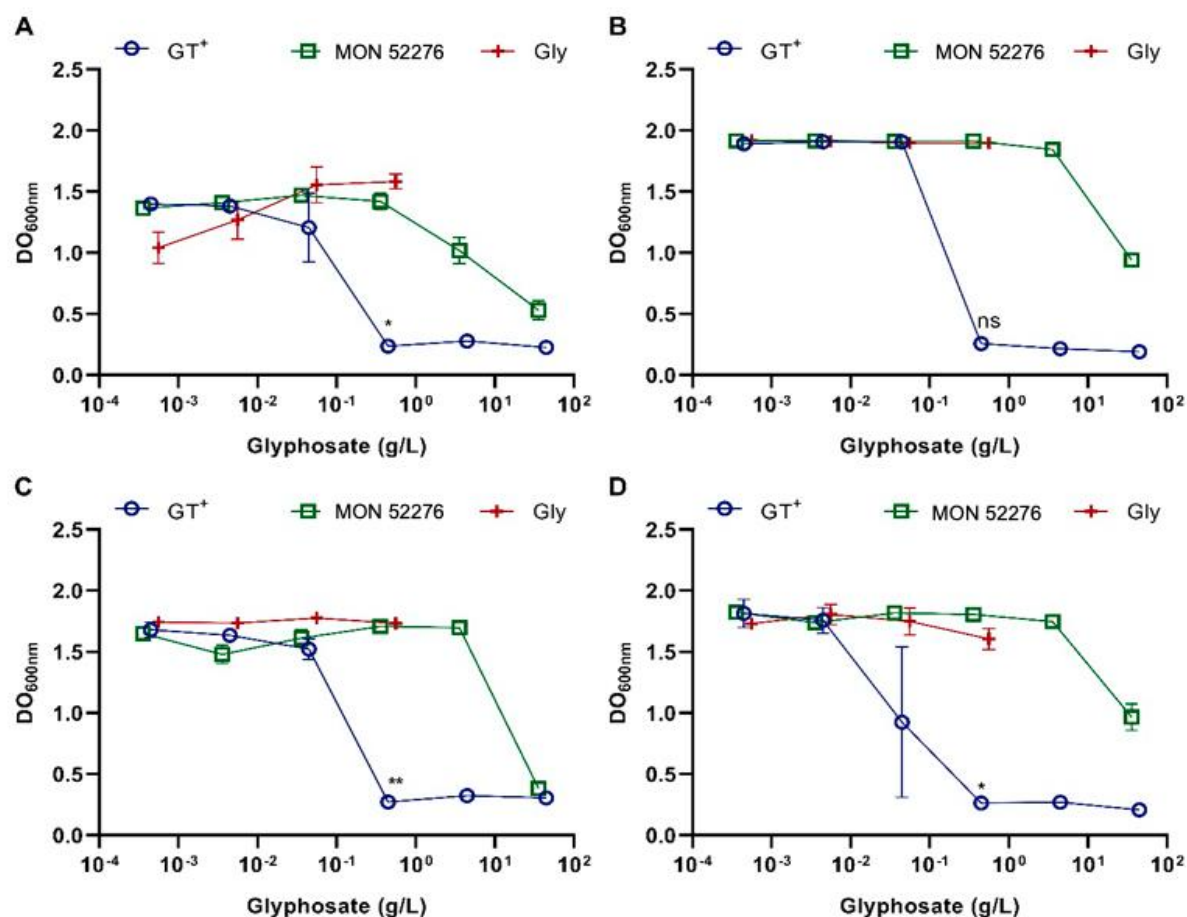 A
GT⁺ MON 52276 Gly
2.5
2.0
1.5
1.0
0.5
0.0
DO600nm
*
10⁻⁴ 10⁻³ 10⁻² 10⁻¹ 10⁰ 10¹ 10²
Glyphosate (g/L)
B
GT⁺ MON 52276 Gly
2.5
2.0
1.5
1.0
0.5
0.0
DO600nm
ns
10⁻⁴ 10⁻³ 10⁻² 10⁻¹ 10⁰ 10¹ 10²
Glyphosate (g/L)
C
GT⁺ MON 52276 Gly
2.5
2.0
1.5
1.0
0.5
0.0
DO600nm
**
10⁻⁴ 10⁻³ 10⁻² 10⁻¹ 10⁰ 10¹ 10²
Glyphosate (g/L)
D
GT⁺ MON 52276 Gly
2.5
2.0
1.5
1.0
0.5
0.0
DO600nm
*
10⁻⁴ 10⁻³ 10⁻² 10⁻¹ 10⁰ 10¹ 10²
Glyphosate (g/L)